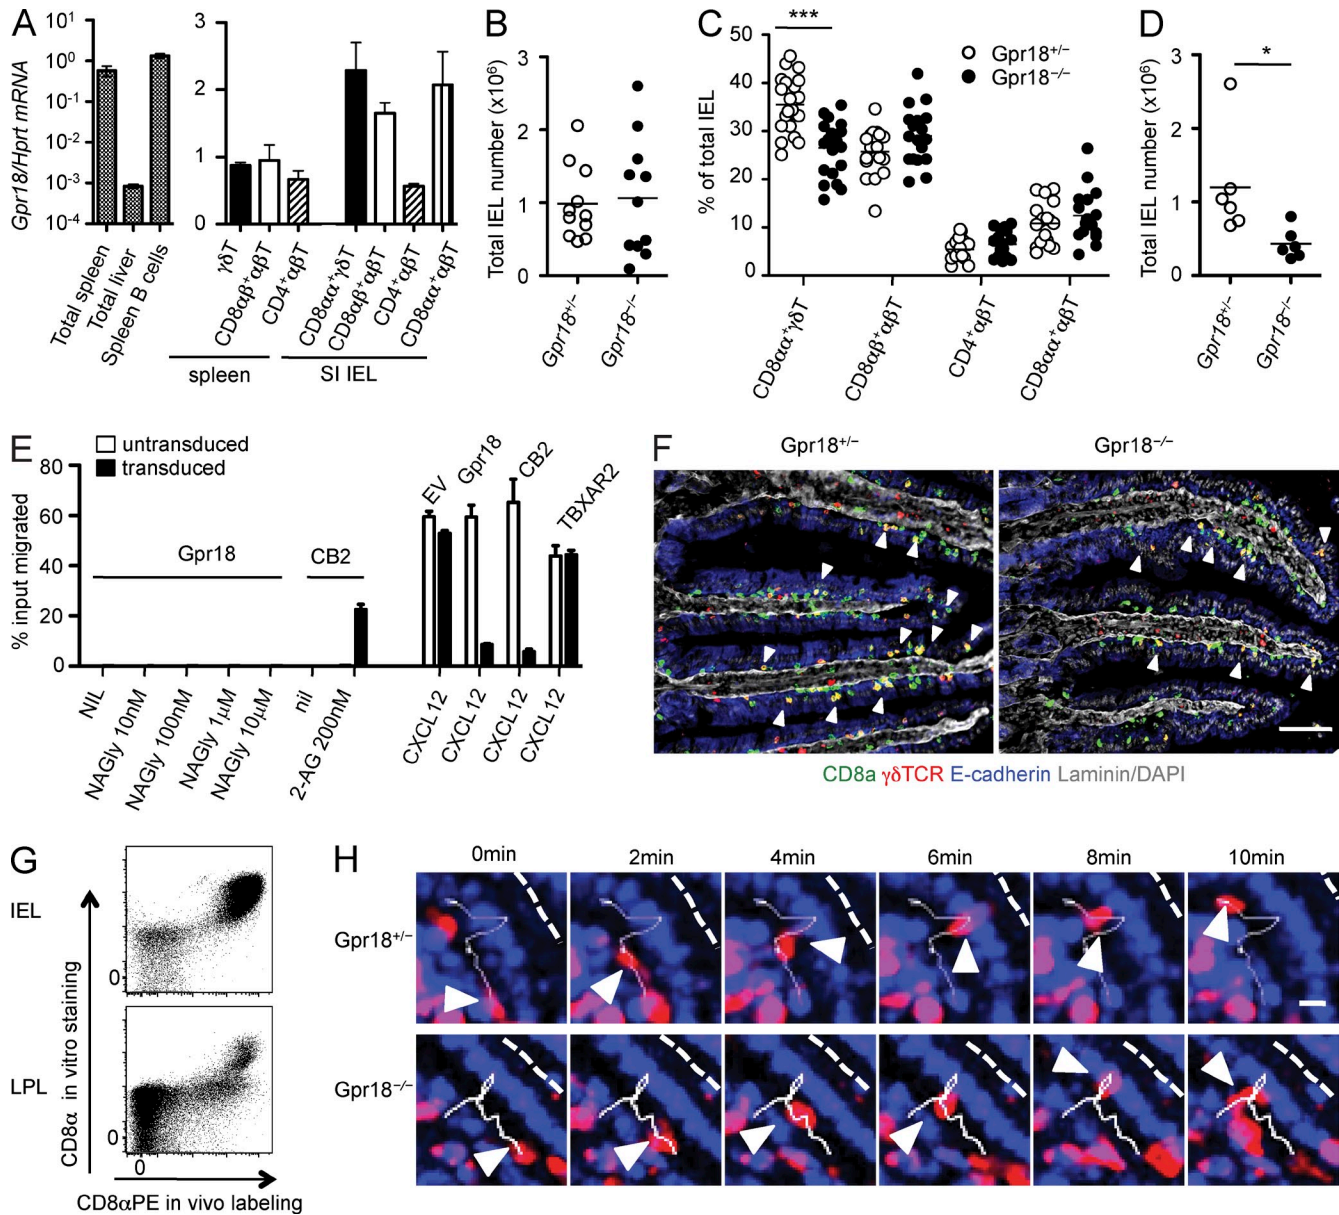 A
Gpr18/Hprt mRNA
10¹
10⁰
10⁻¹
10⁻²
10⁻³
10⁻⁴
Total spleen
Total liver
Spleen B cells
3
2
1
0
γδT
CD8αβ⁺αβT
CD4⁺αβT
CD8αα⁺γδT
CD8αβ⁺αβT
CD4⁺αβT
CD8αα⁺αβT
spleen
SI IEL
B
Total IEL number (x10⁶)
3
2
1
0
Gpr18⁺/⁻
Gpr18⁻/⁻
C
% of total IEL
50
40
30
20
10
0
***
Gpr18⁺/⁻
Gpr18⁻/⁻
CD8αα⁺γδT
CD8αβ⁺αβT
CD4⁺αβT
CD8αα⁺αβT
D
Total IEL number (x10⁶)
3
2
1
0
*
Gpr18⁺/⁻
Gpr18⁻/⁻
E
untransduced
transduced
% input migrated
80
60
40
20
0
Gpr18
CB2
EV
Gpr18
CB2
TBXAR2
NIL
NAGly 10nM
NAGly 100nM
NAGly 1μM
NAGly 10μM
nil
2-AG 200nM
CXCL12
CXCL12
CXCL12
CXCL12
F
Gpr18⁺/⁻
Gpr18⁻/⁻
CD8a γδTCR E-cadherin Laminin/DAPI
G
IEL
LPL
0
0
0
CD8α in vitro staining
CD8αPE in vivo labeling
H
0min
2min
4min
6min
8min
10min
Gpr18⁺/⁻
Gpr18⁻/⁻